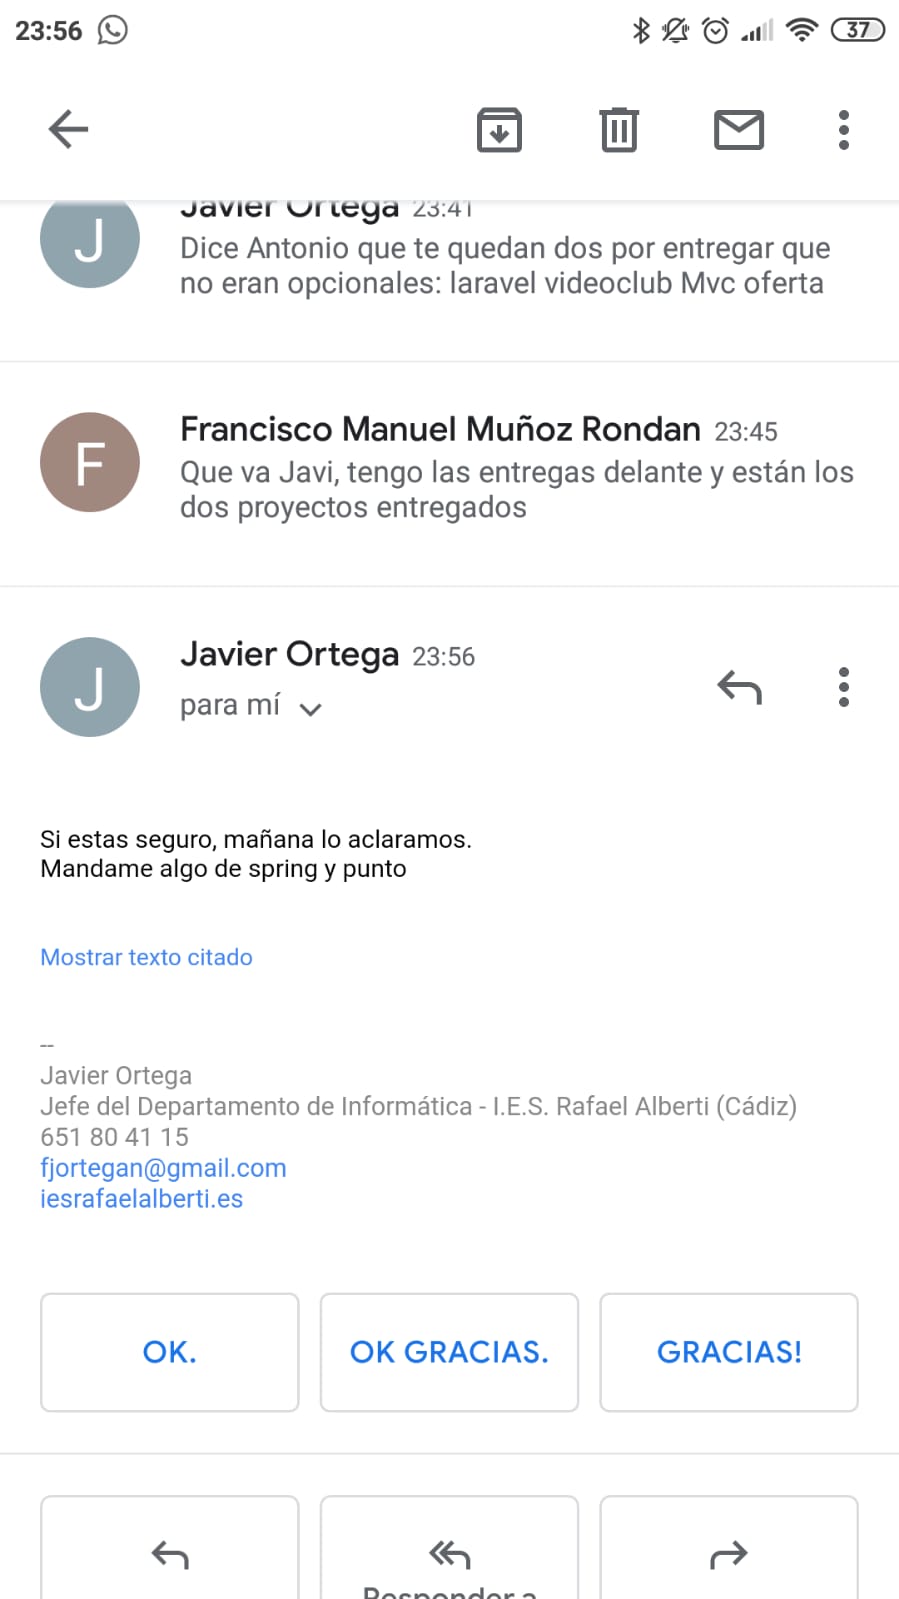 23:56
37
Javier Ortega 23:41
Dice Antonio que te quedan dos por entregar que
no eran opcionales: laravel videoclub Mvc oferta
J
Francisco Manuel Muñoz Rondan 23:45
Que va Javi, tengo las entregas delante y están los
dos proyectos entregados
F
Javier Ortega 23:56
para mí
J
Si estas seguro, mañana lo aclaramos.
Mandame algo de spring y punto
Mostrar texto citado
--
Javier Ortega
Jefe del Departamento de Informática - I.E.S. Rafael Alberti (Cádiz)
651 80 41 15
fjortegan@gmail.com
iesrafaelalberti.es
OK.
OK GRACIAS.
GRACIAS!
Responder a